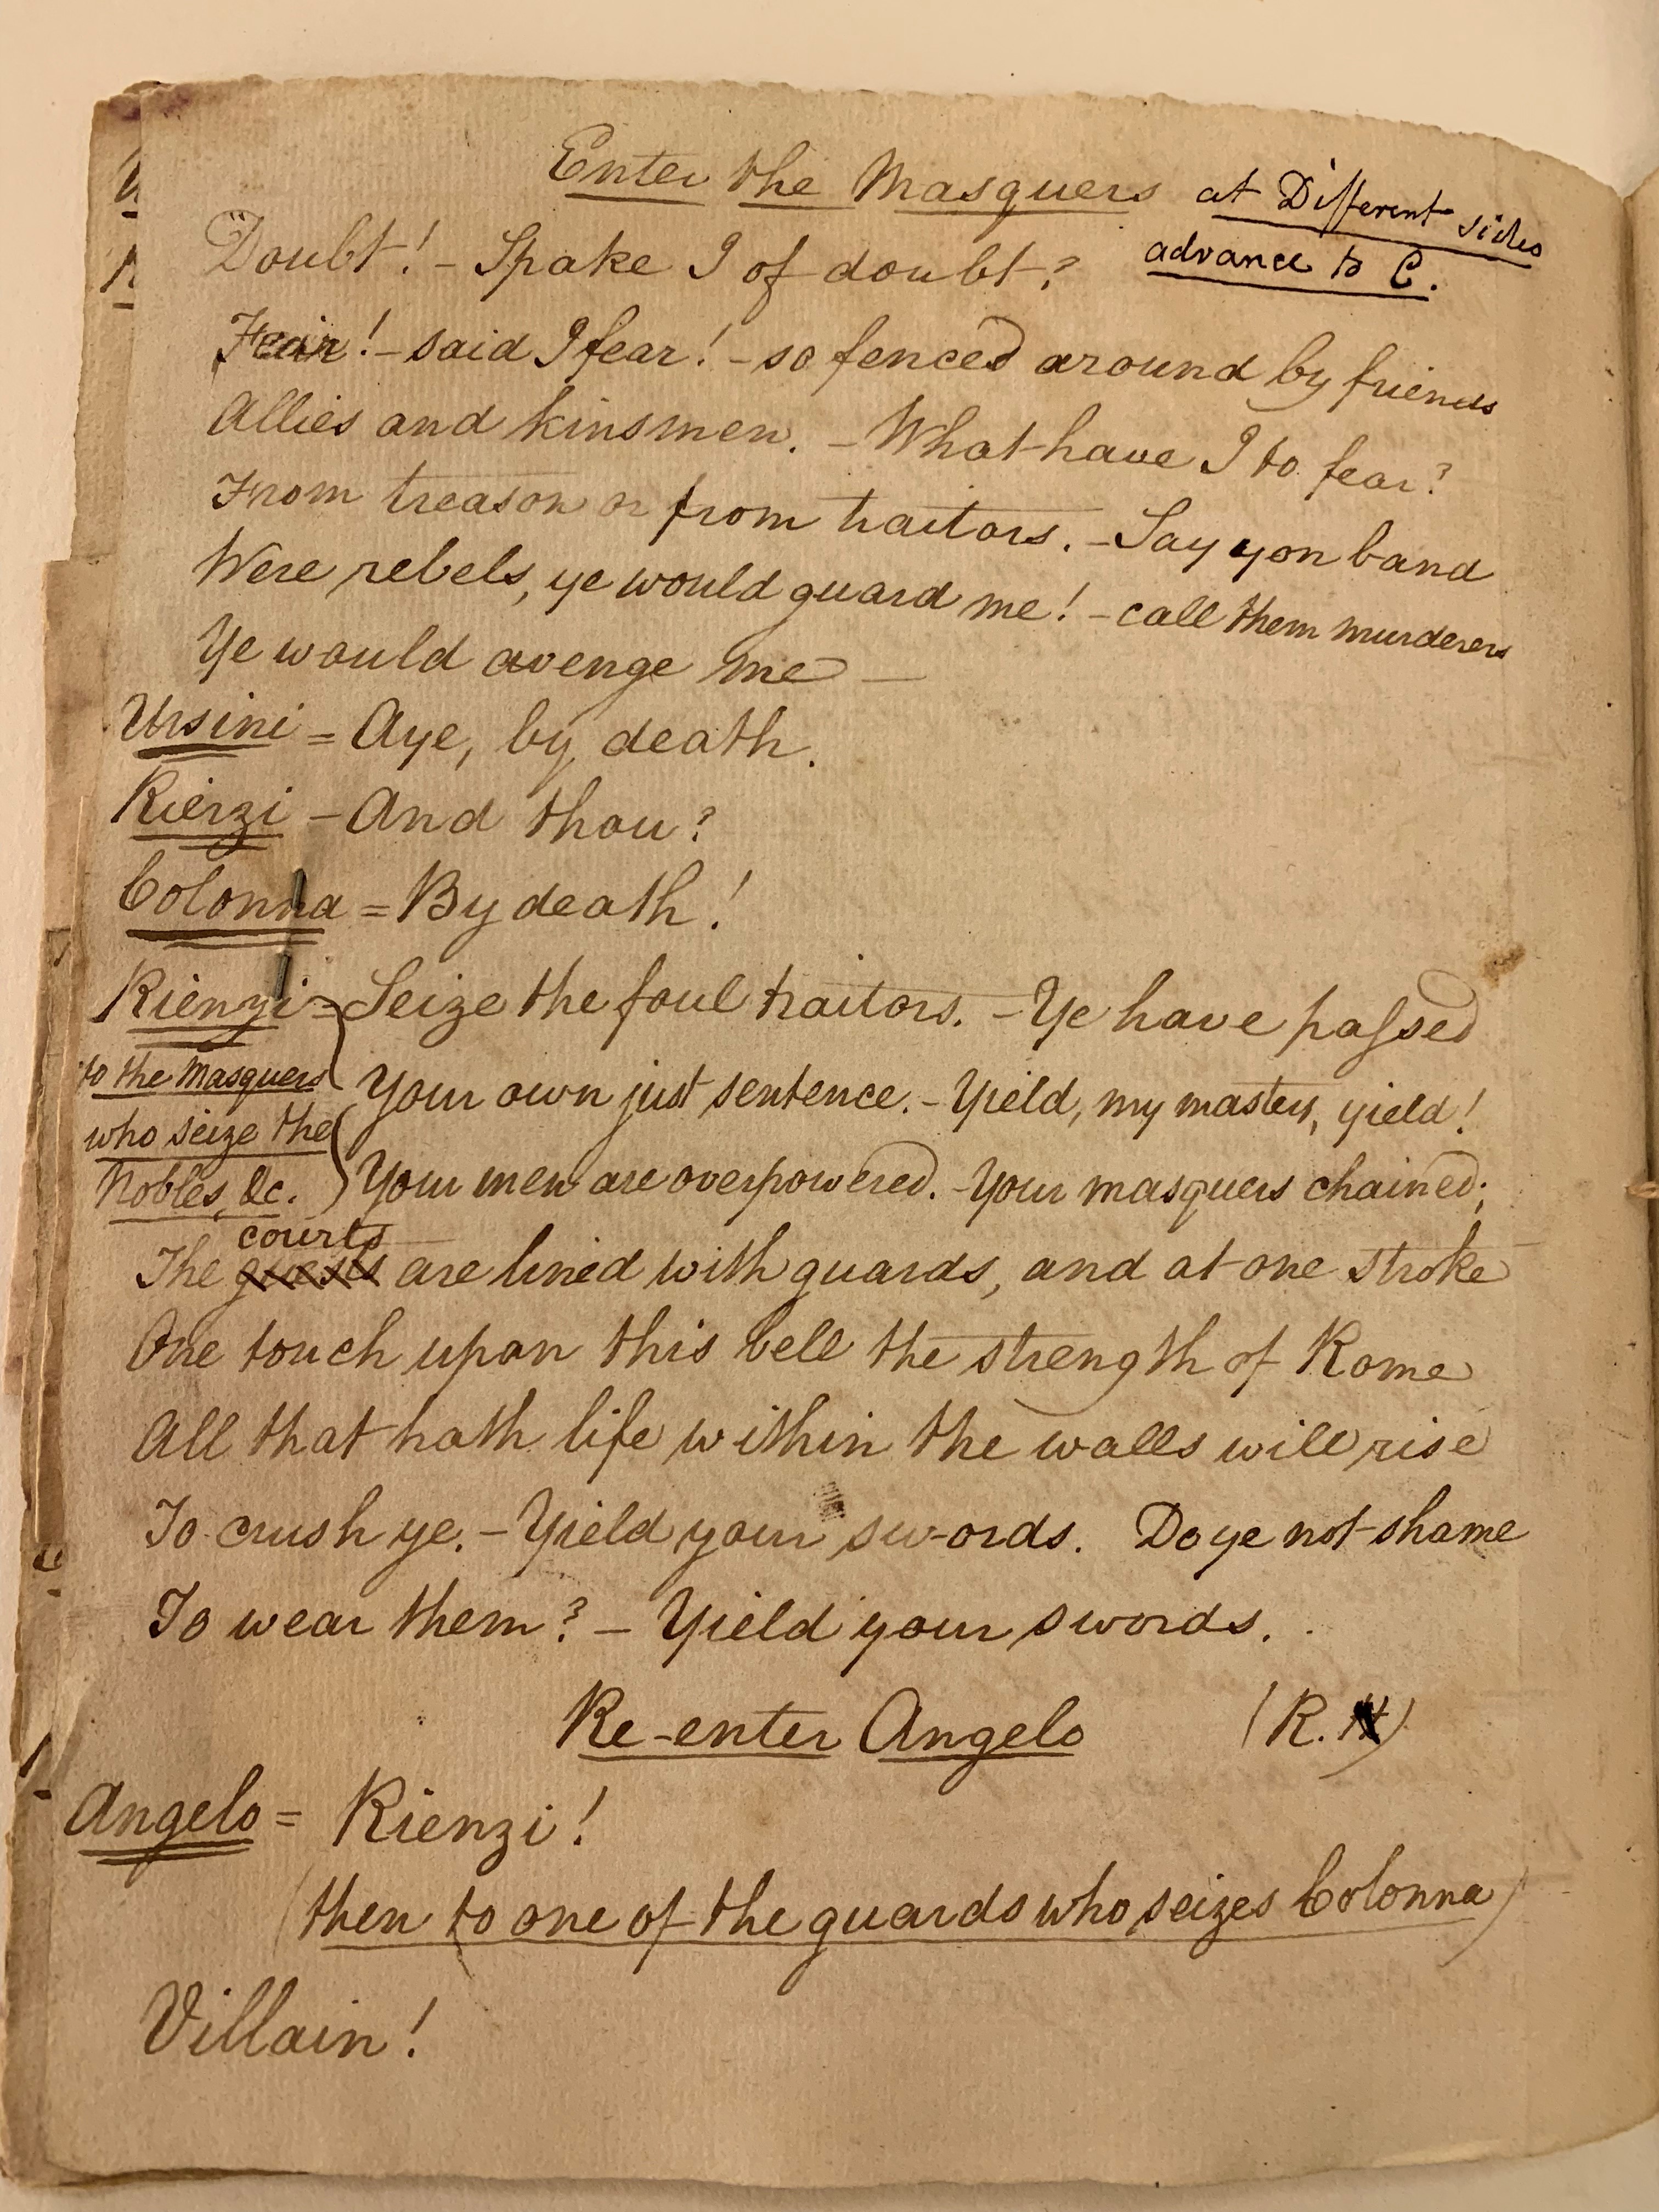 Enter the Masquers at Different sides
advance to C.
Doubt! - Spake I of doubt?
Fear! - said I fear! - so fenced around by friends
Allies and kinsmen. - What have I to fear?
From treason or from traitors. - Say yon band
Were rebels, ye would guard me! - call them murderers
Ye would avenge me -
Ursini = Aye, by death.
Rienzi - And thou?
Colonna = By death!
Rienzi = Seize the foul traitors. - Ye have paſsed
to the Masquers
Your own just sentence. - Yield, my masters, yield!
who seize the
Nobles, &c.
Your men are overpowered. - Your masquers chained;
courts
The guests are lined with guards, and at one stroke
One touch upon this bell the strength of Rome
All that hath life within the walls will rise
To crush ye. - Yield your sw-ords. Do ye not shame
To wear them? - Yield your swords.
Re-enter Angelo (R.)
Angelo = Rienzi!
(then to one of the guards who seizes Colonna)
Villain!